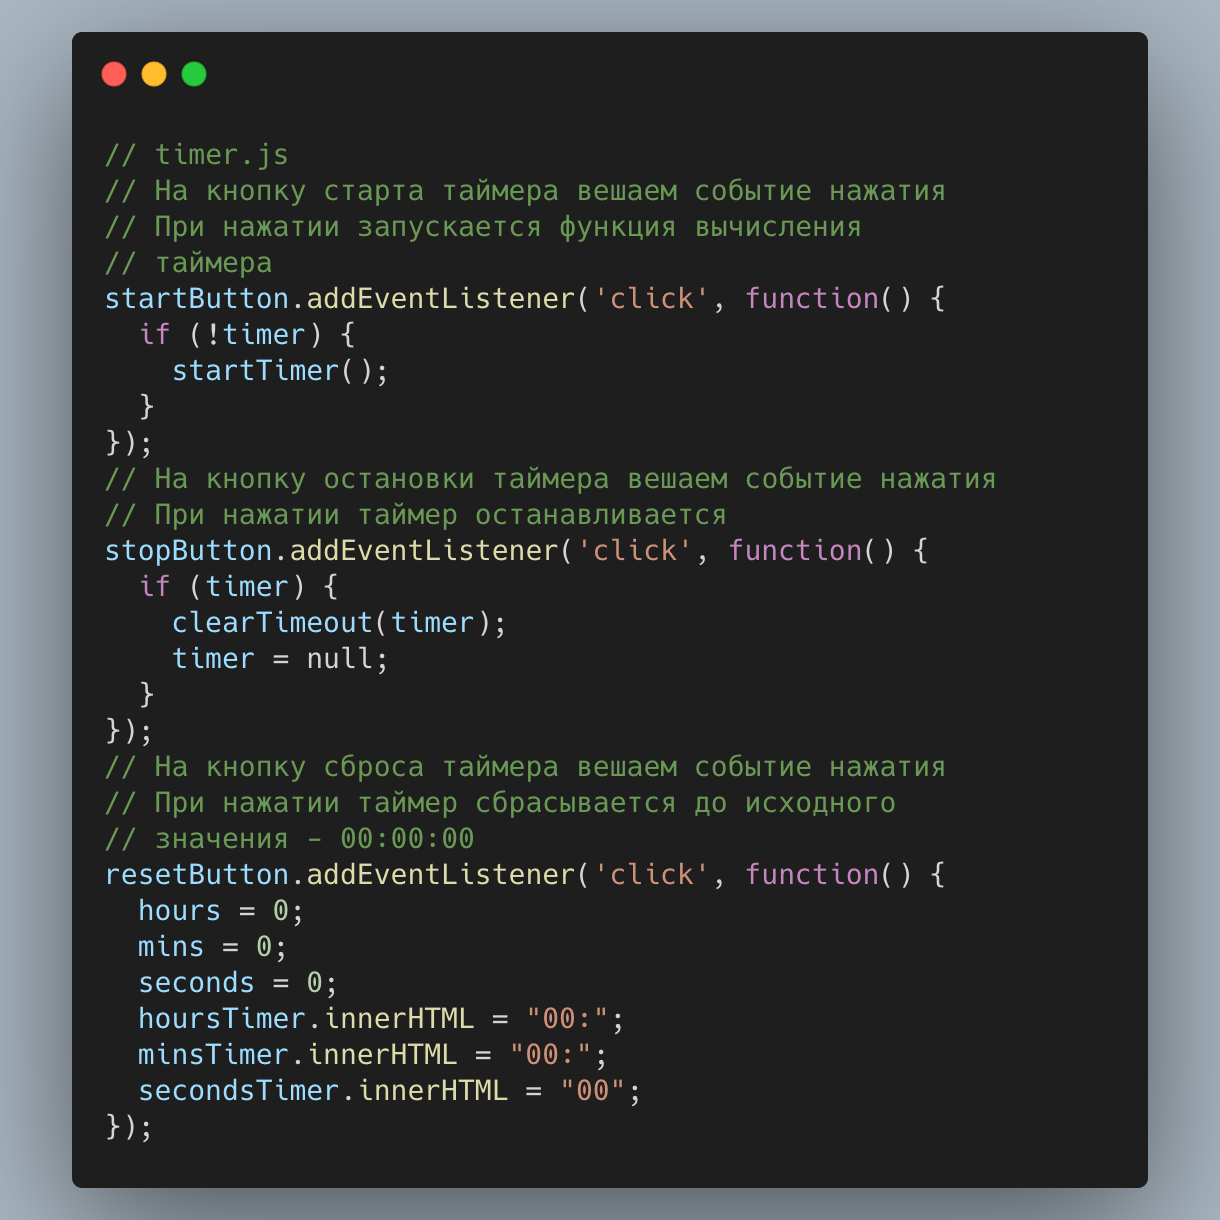 // timer.js
// На кнопку старта таймера вешаем событие нажатия
// При нажатии запускается функция вычисления
// таймера
startButton.addEventListener('click', function() {
  if (!timer) {
    startTimer();
  }
});
// На кнопку остановки таймера вешаем событие нажатия
// При нажатии таймер останавливается
stopButton.addEventListener('click', function() {
  if (timer) {
    clearTimeout(timer);
    timer = null;
  }
});
// На кнопку сброса таймера вешаем событие нажатия
// При нажатии таймер сбрасывается до исходного
// значения - 00:00:00
resetButton.addEventListener('click', function() {
  hours = 0;
  mins = 0;
  seconds = 0;
  hoursTimer.innerHTML = "00:";
  minsTimer.innerHTML = "00:";
  secondsTimer.innerHTML = "00";
});